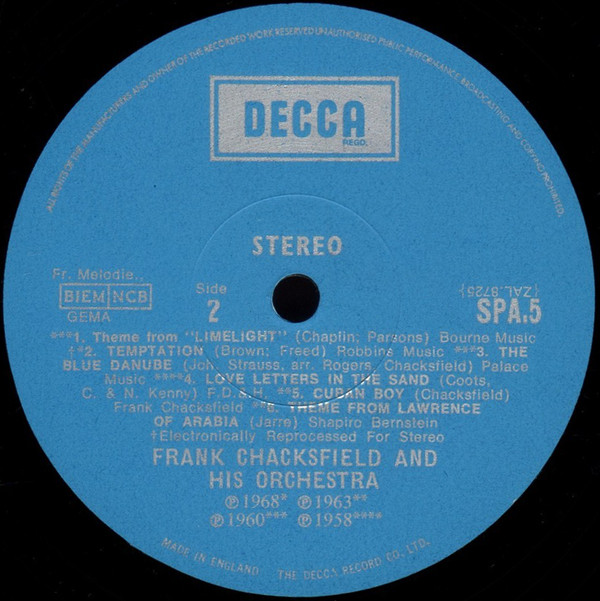 ALL RIGHTS OF THE MANUFACTURERS AND OWNER OF THE RECORDED WORK RESERVED UNAUTHORISED PUBLIC PERFORMANCE, BROADCASTING AND COPYING PROHIBITED.
DECCA
REGD.
STEREO
Fr. Melodie..
BIEM NCB
GEMA
Side
2
{ZAL.9725}
SPA.5
***1. Theme from "LIMELIGHT" (Chaplin; Parsons) Bourne Music
†*2. TEMPTATION (Brown; Freed) Robbins Music ***3. THE
BLUE DANUBE (Joh. Strauss, arr. Rogers, Chacksfield) Palace
Music ****4. LOVE LETTERS IN THE SAND (Coots,
C. & N. Kenny) F.D.&H. **5. CUBAN BOY (Chacksfield)
Frank Chacksfield **6. THEME FROM LAWRENCE
OF ARABIA (Jarre) Shapiro Bernstein
†Electronically Reprocessed For Stereo
FRANK CHACKSFIELD AND
HIS ORCHESTRA
℗1968* ℗1963**
℗1960*** ℗1958****
MADE IN ENGLAND THE DECCA RECORD CO. LTD.